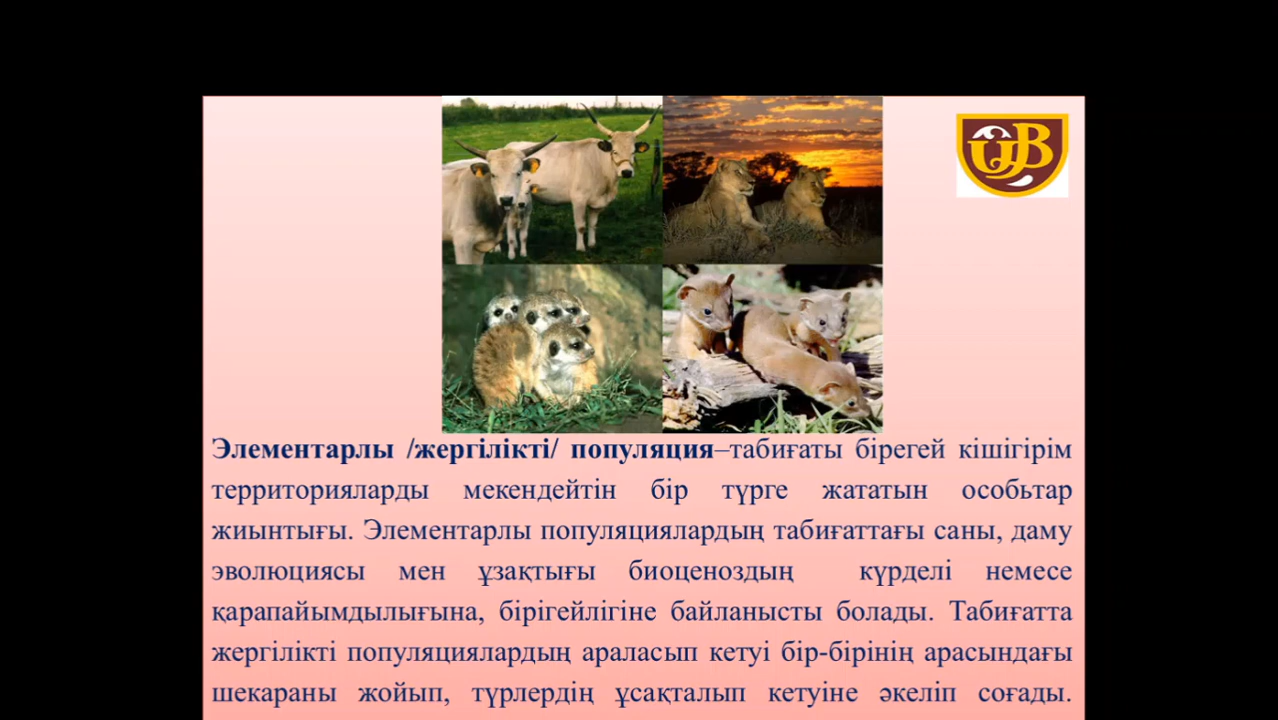 ОВ
Элементарлы /жергілікті/ популяция–табиғаты бірегей кішігірім
территорияларды мекендейтін бір түрге жататын особьтар
жиынтығы. Элементарлы популяциялардың табиғаттағы саны, даму
эволюциясы мен ұзақтығы биоценоздың күрделі немесе
қарапайымдылығына, бірігейлігіне байланысты болады. Табиғатта
жергілікті популяциялардың араласып кетуі бір-бірінің арасындағы
шекараны жойып, түрлердің ұсақталып кетуіне әкеліп соғады.